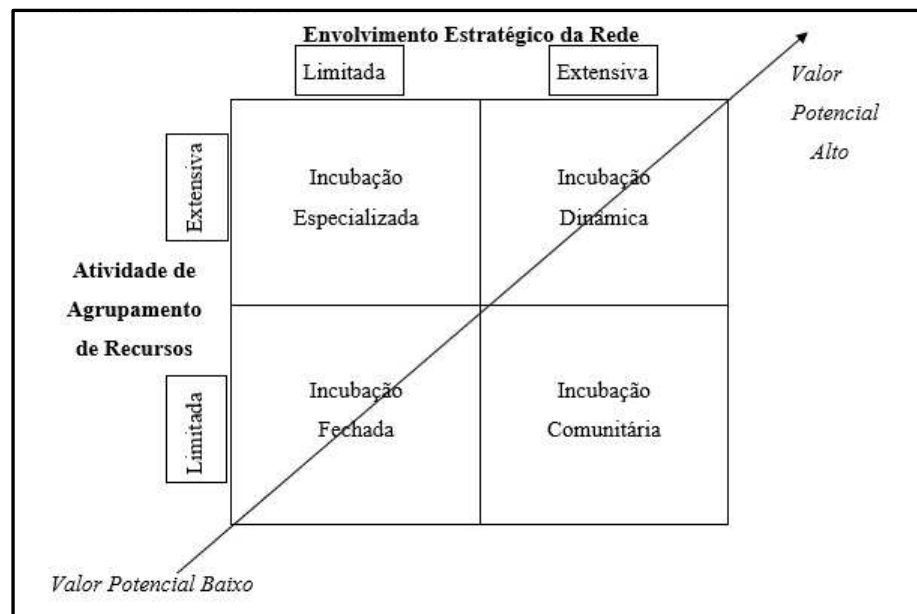 Envolvimento Estratégico da Rede
Limitada
Extensiva
Valor
Potencial
Alto
Extensiva
Incubação
Especializada
Incubação
Dinâmica
Atividade de
Agrupamento
de Recursos
Limitada
Incubação
Fechada
Incubação
Comunitária
Valor Potencial Baixo